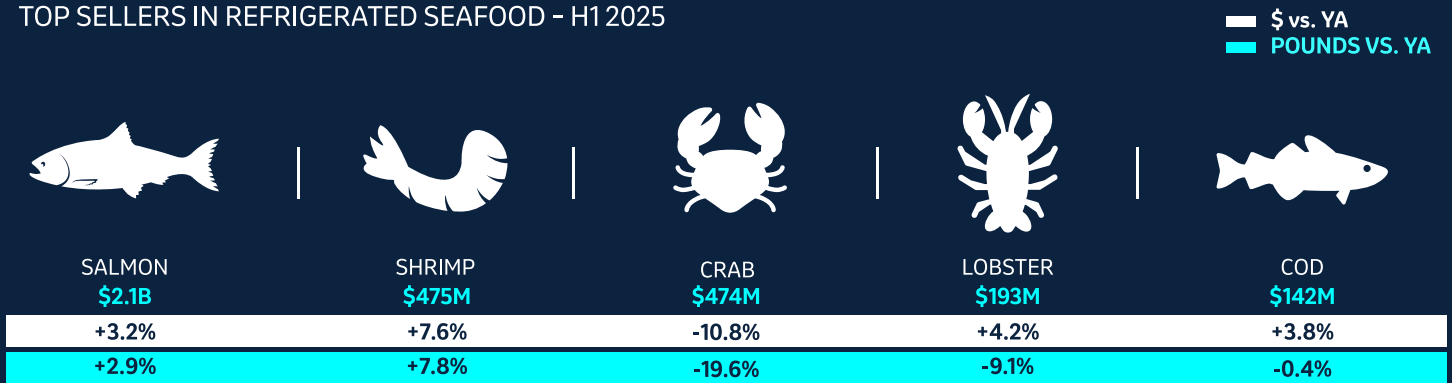 TOP SELLERS IN REFRIGERATED SEAFOOD – H1 2025
$ vs. YA
POUNDS VS. YA
SALMON SHRIMP CRAB LOBSTER COD
$2.1B $475M $474M $193M $142M
+3.2% +7.6% -10.8% +4.2% +3.8%
+2.9% +7.8% -19.6% -9.1% -0.4%